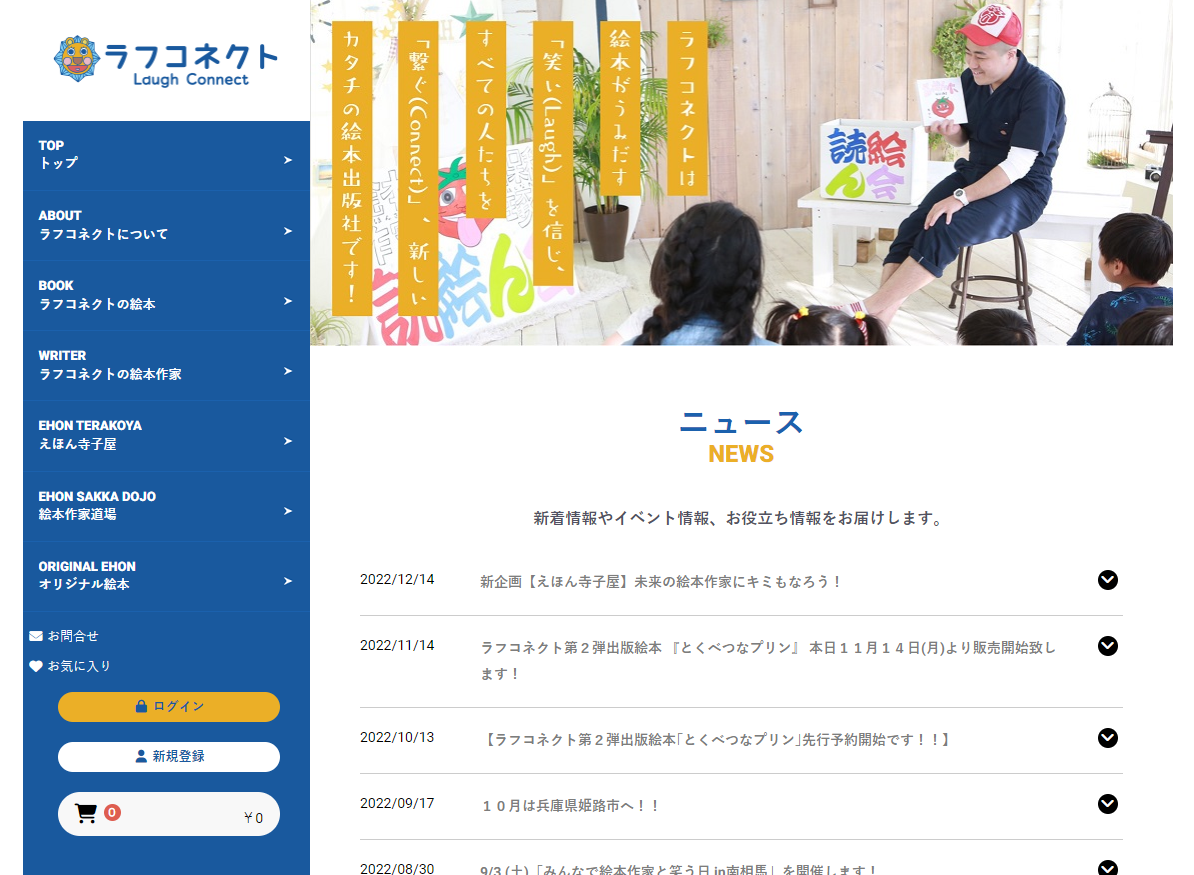 ラフコネクト
Laugh Connect
TOP
トップ
ABOUT
ラフコネクトについて
BOOK
ラフコネクトの絵本
WRITER
ラフコネクトの絵本作家
EHON TERAKOYA
えほん寺子屋
EHON SAKKA DOJO
絵本作家道場
ORIGINAL EHON
オリジナル絵本
お問合せ
お気に入り
ログイン
新規登録
0
￥0
ラフコネクトは
絵本がうみだす
「笑い(Laugh)」を信じ、
すべての人たちを
「繋ぐ(Connect)」、新しい
カタチの絵本出版社です！
読絵
ん会
読絵ん
ニュース
NEWS
新着情報やイベント情報、お役立ち情報をお届けします。
2022/12/14 新企画【えほん寺子屋】未来の絵本作家にキミもなろう！
2022/11/14 ラフコネクト第２弾出版絵本 『とくべつなプリン』 本日１１月１４日(月)より販売開始致し
ます！
2022/10/13 【ラフコネクト第２弾出版絵本｢とくべつなプリン｣先行予約開始です！！】
2022/09/17 １０月は兵庫県姫路市へ！！
2022/08/30 9/3 (土)「みんなで絵本作家と笑う日 in南相馬」を開催します！